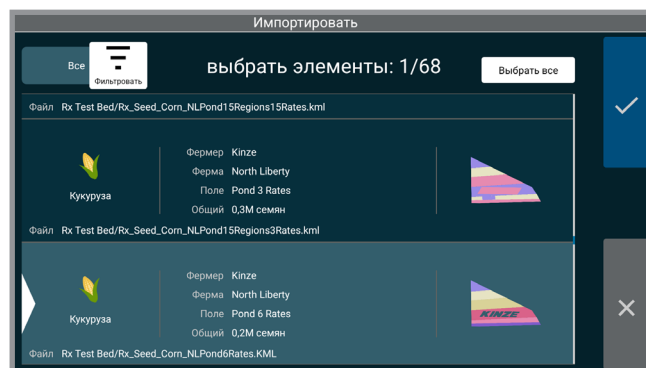 Импортировать
Все
Фильтровать
выбрать элементы: 1/68
Выбрать все
Файл Rx Test Bed/Rx_Seed_Corn_NLPond15Regions15Rates.kml
Фермер Kinze
Ферма North Liberty
Поле Pond 3 Rates
Общий 0,3М семян
Кукуруза
Файл Rx Test Bed/Rx_Seed_Corn_NLPond15Regions3Rates.kml
Фермер Kinze
Ферма North Liberty
Поле Pond 6 Rates
Общий 0,2М семян
Кукуруза
KINZE
Файл Rx Test Bed/Rx_Seed_Corn_NLPond6Rates.KML